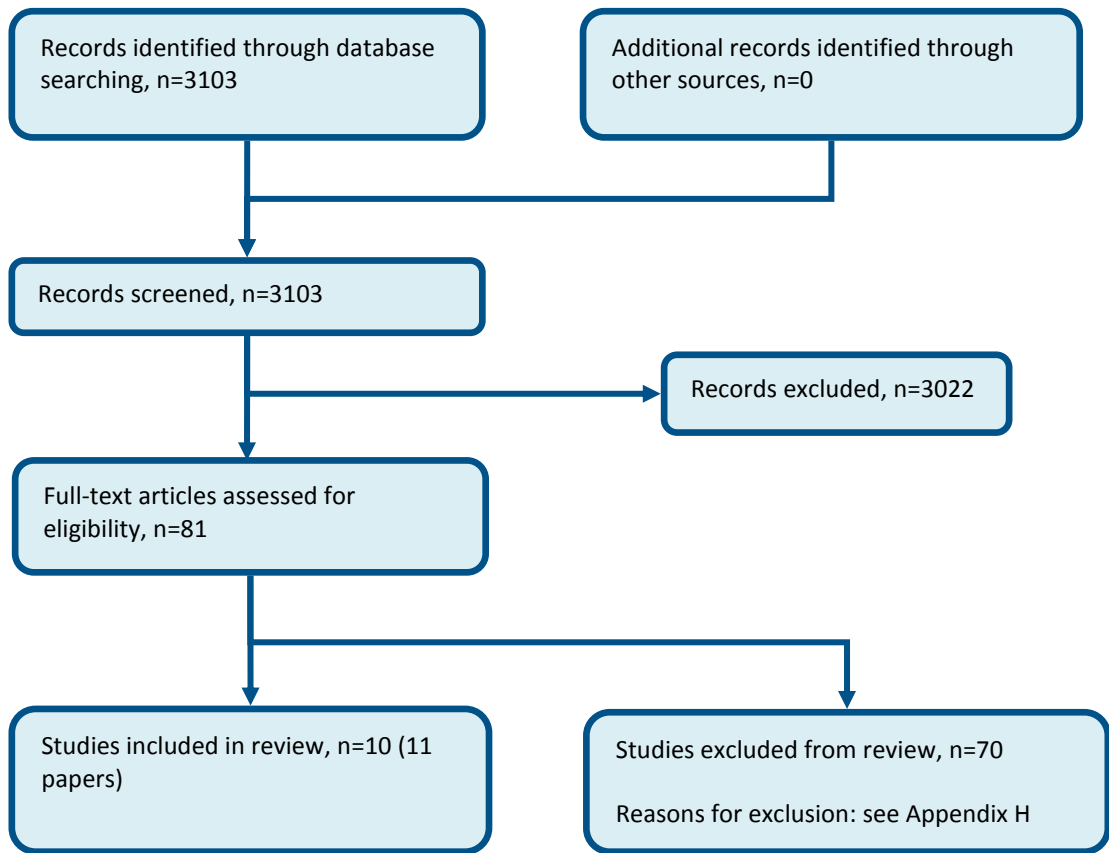 Records identified through database
searching, n=3103
Additional records identified through
other sources, n=0
Records screened, n=3103
Records excluded, n=3022
Full-text articles assessed for
eligibility, n=81
Studies included in review, n=10 (11
papers)
Studies excluded from review, n=70
Reasons for exclusion: see Appendix H